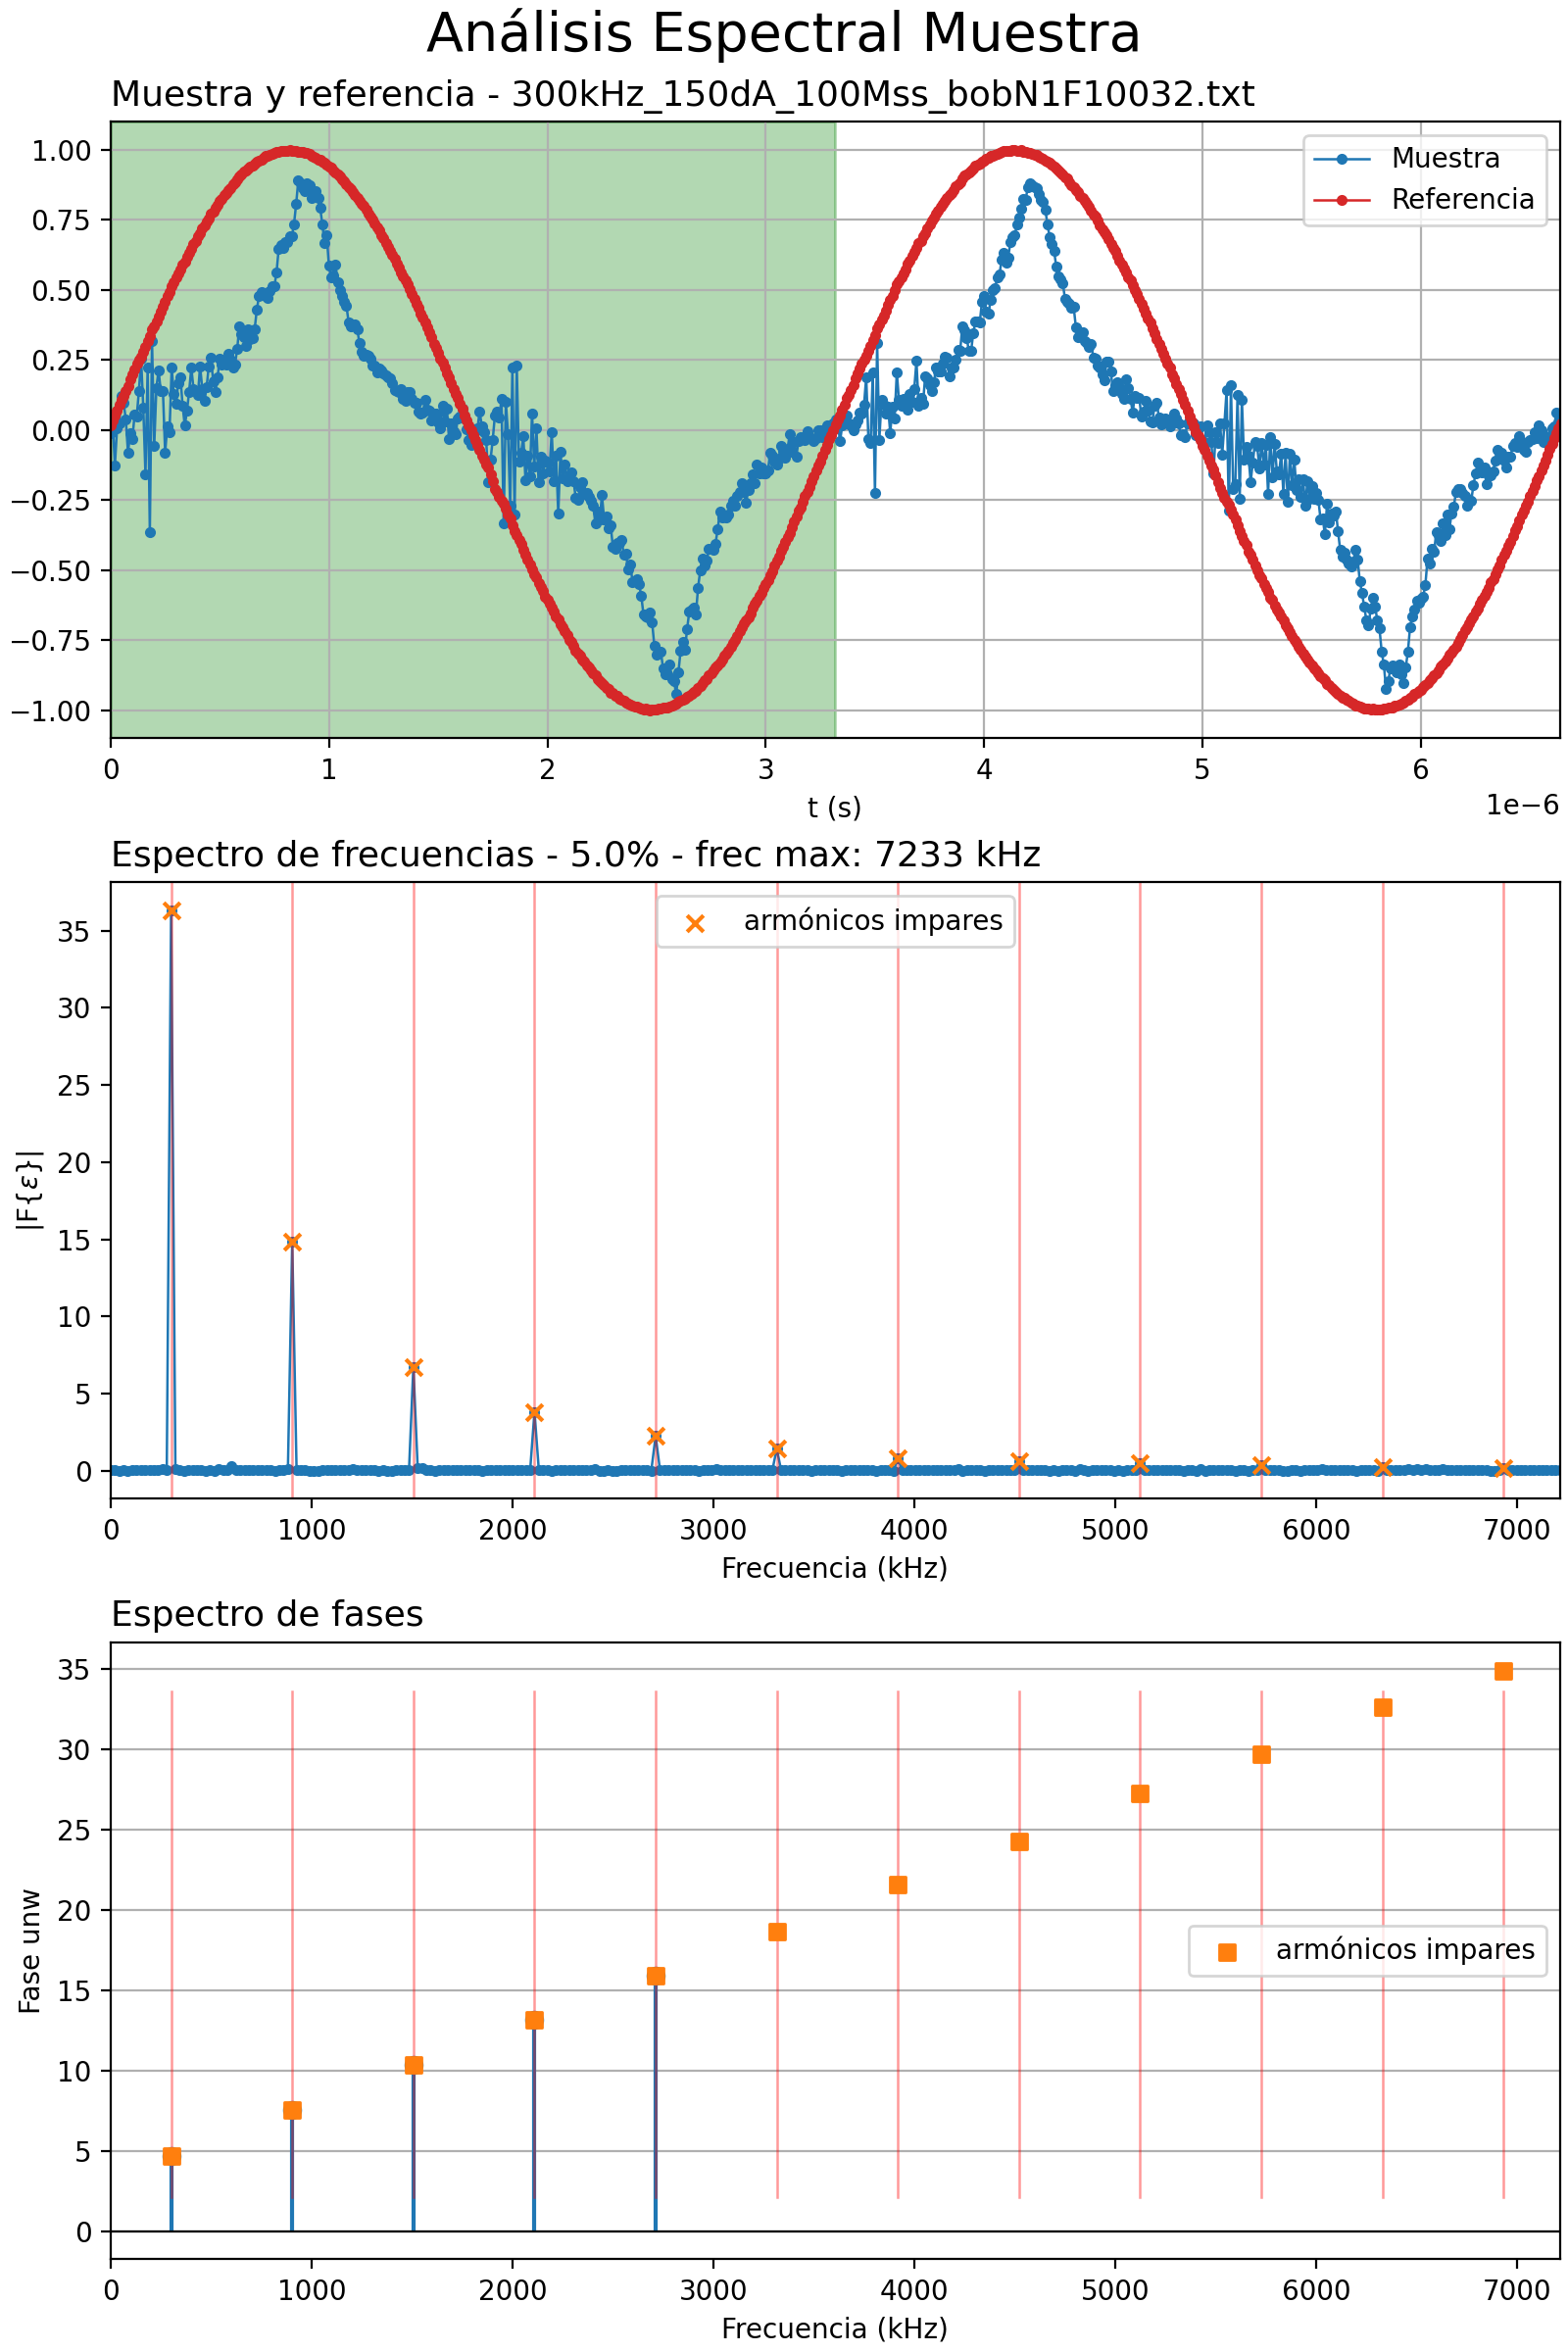 Análisis Espectral Muestra
Muestra y referencia - 300kHz_150dA_100Mss_bobN1F10032.txt
1.00
0.75
0.50
0.25
0.00
−0.25
−0.50
−0.75
−1.00
Muestra
Referencia
0 1 2 3 4 5 6
t (s)
1e−6
Espectro de frecuencias - 5.0% - frec max: 7233 kHz
armónicos impares
35
30
25
20
15
10
5
0
|F{ε}|
0 1000 2000 3000 4000 5000 6000 7000
Frecuencia (kHz)
Espectro de fases
35
30
25
20
15
10
5
0
Fase unw
armónicos impares
0 1000 2000 3000 4000 5000 6000 7000
Frecuencia (kHz)